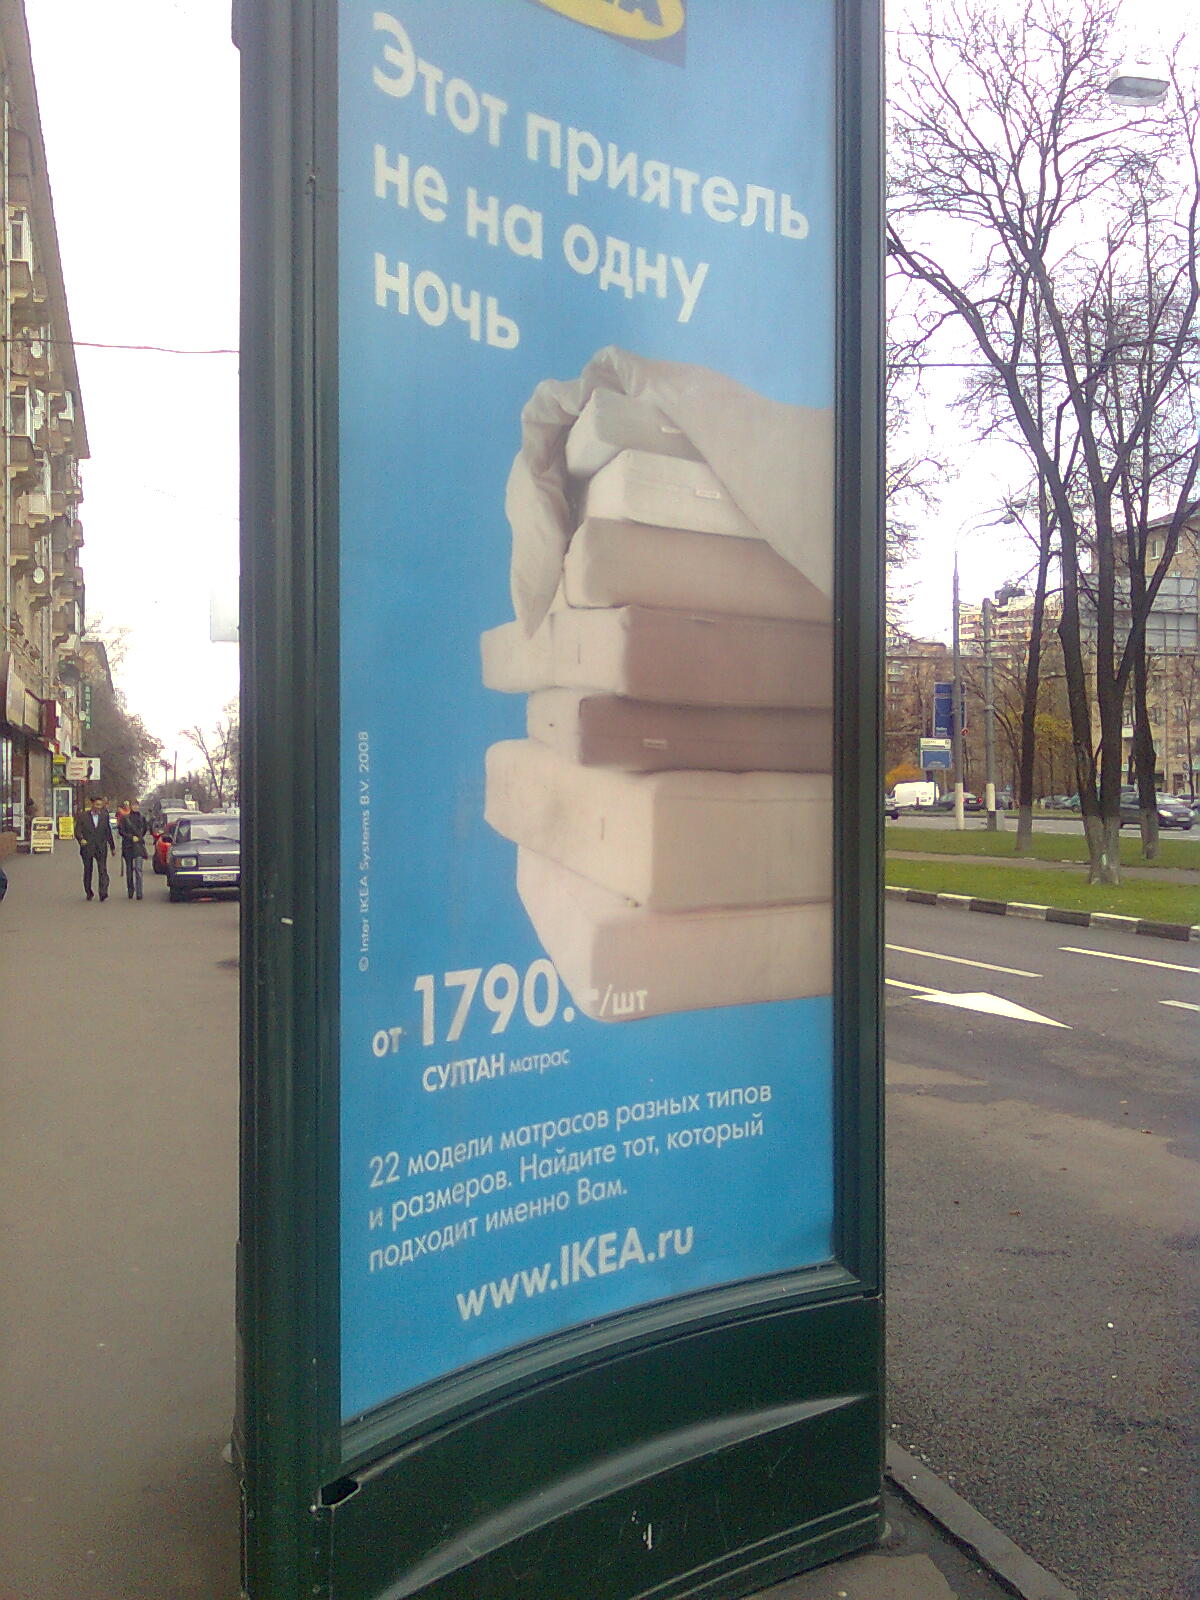 Этот приятель
не на одну
ночь
© Inter IKEA Systems B.V. 2008
от 1790.-/шт
СУЛТАН матрас
22 модели матрасов разных типов
и размеров. Найдите тот, который
подходит именно Вам.
www.IKEA.ru